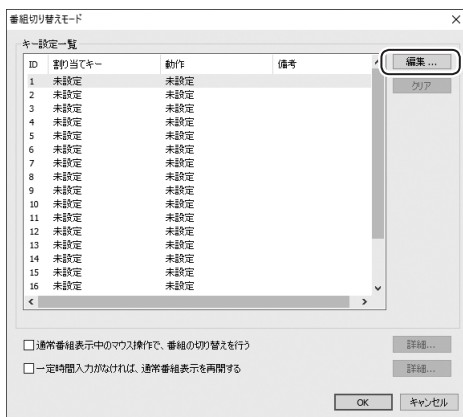 番組切り替えモード
キー設定一覧
ID 割り当てキー 動作 備考
編集 ...
クリア
1 未設定 未設定
2 未設定 未設定
3 未設定 未設定
4 未設定 未設定
5 未設定 未設定
6 未設定 未設定
7 未設定 未設定
8 未設定 未設定
9 未設定 未設定
10 未設定 未設定
11 未設定 未設定
12 未設定 未設定
13 未設定 未設定
14 未設定 未設定
15 未設定 未設定
16 未設定 未設定
通常番組表示中のマウス操作で、番組の切り替えを行う
詳細...
一定時間入力がなければ、通常番組表示を再開する
詳細...
OK キャンセル